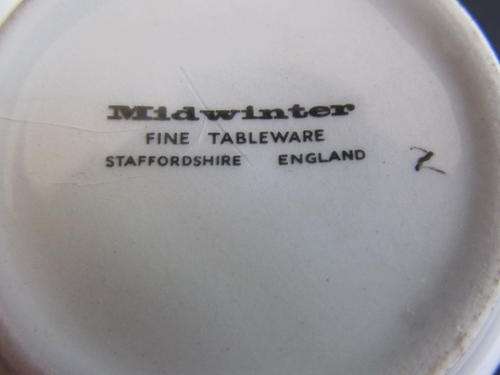 Midwinter
FINE TABLEWARE
STAFFORDSHIRE ENGLAND